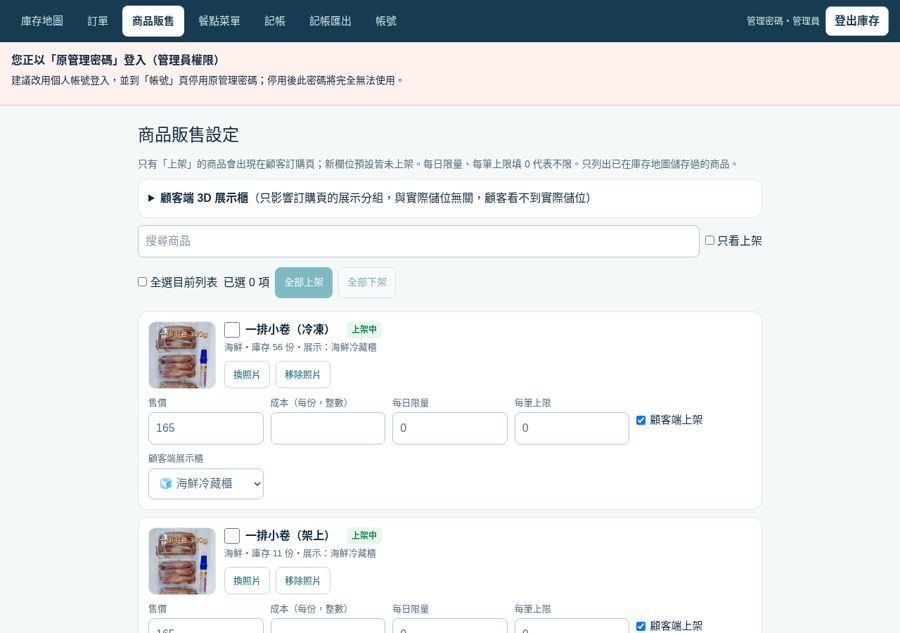 庫存地圖 訂單 商品販售 餐點菜單 記帳 記帳匯出 帳號 管理密碼・管理員 登出庫存
您正以「原管理密碼」登入（管理員權限）
建議改用個人帳號登入，並到「帳號」頁停用原管理密碼；停用後此密碼將完全無法使用。
商品販售設定
只有「上架」的商品會出現在顧客訂購頁；新欄位預設皆未上架。每日限量、每筆上限填 0 代表不限。只列出已在庫存地圖儲存過的商品。
▶ 顧客端 3D 展示櫃（只影響訂購頁的展示分組，與實際儲位無關，顧客看不到實際儲位）
搜尋商品 只看上架
全選目前列表 已選 0 項 全部上架 全部下架
一排小卷（冷凍） 上架中
海鮮・庫存 56 份・展示：海鮮冷藏櫃
換照片 移除照片
售價 成本（每份，整數） 每日限量 每筆上限
165 0 0 顧客端上架
顧客端展示櫃
海鮮冷藏櫃
一排小卷（架上） 上架中
海鮮・庫存 11 份・展示：海鮮冷藏櫃
換照片 移除照片
售價 成本（每份，整數） 每日限量 每筆上限
165 0 0 顧客端上架